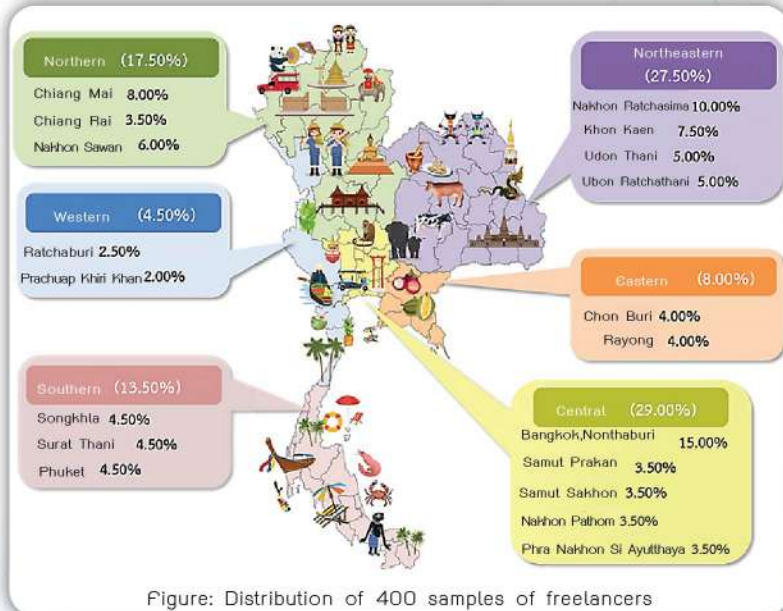 Northern (17.50%)
Chiang Mai 8.00%
Chiang Rai 3.50%
Nakhon Sawan 6.00%
Western (4.50%)
Ratchaburi 2.50%
Prachuap Khiri Khan 2.00%
Southern (13.50%)
Songkhla 4.50%
Surat Thani 4.50%
Phuket 4.50%
Northeastern
(27.50%)
Nakhon Ratchasima 10.00%
Khon Kaen 7.50%
Udon Thani 5.00%
Ubon Ratchathani 5.00%
Eastern (8.00%)
Chon Buri 4.00%
Rayong 4.00%
Central (29.00%)
Bangkok,Nonthaburi 15.00%
Samut Prakan 3.50%
Samut Sakhon 3.50%
Nakhon Pathom 3.50%
Phra Nakhon Si Ayutthaya 3.50%
Figure: Distribution of 400 samples of freelancers